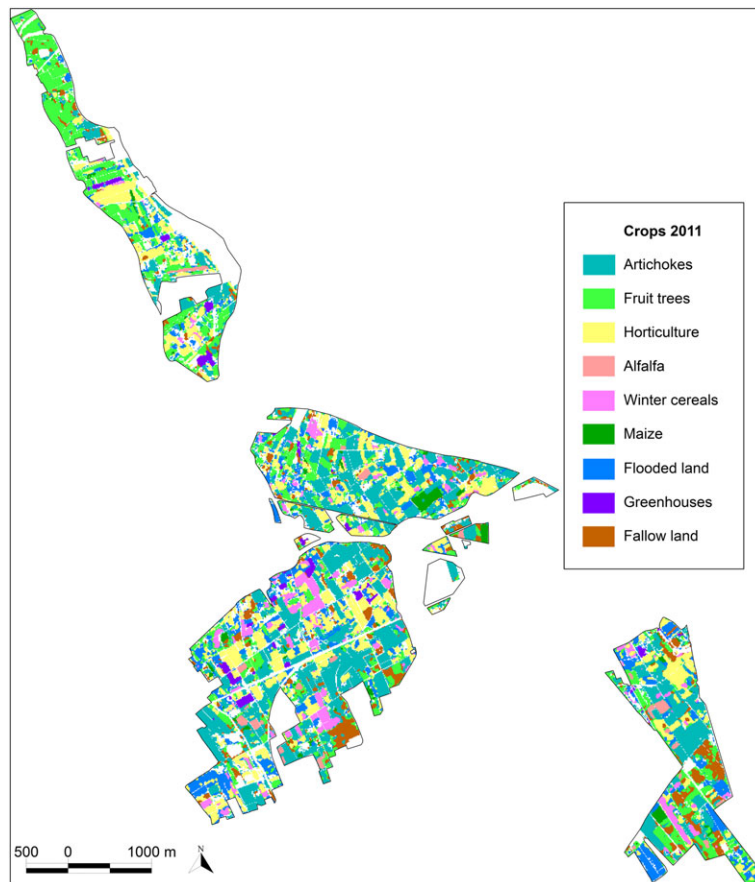 Crops 2011
Artichokes
Fruit trees
Horticulture
Alfalfa
Winter cereals
Maize
Flooded land
Greenhouses
Fallow land
500 0 1000 m
N